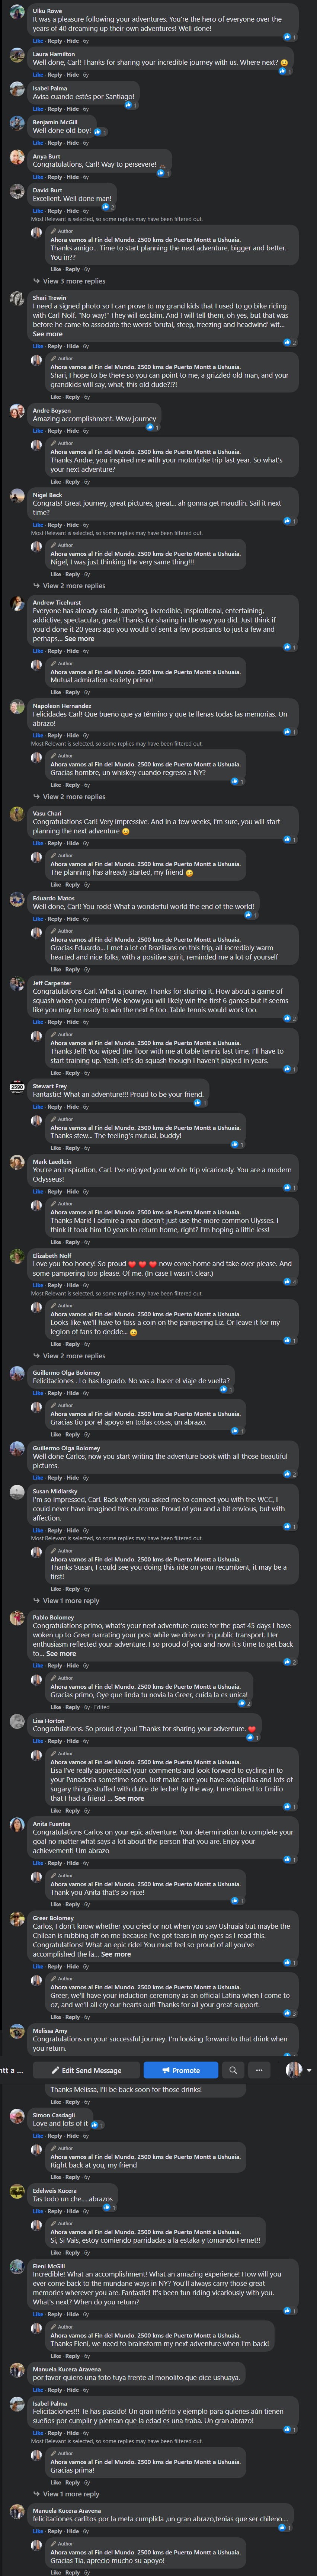 Ulku Rowe
It was a pleasure following your adventures. You're the hero of everyone over the
years of 40 dreaming up their own adventures! Well done!
1
Like · Reply · Hide · 6y
Laura Hamilton
Well done, Carl! Thanks for sharing your incredible journey with us. Where next? 😀
1
Like · Reply · Hide · 6y
Isabel Palma
Avisa cuando estés por Santiago!
1
Like · Reply · Hide · 6y
Benjamin McGill
Well done old boy!
1
Like · Reply · Hide · 6y
Anya Burt
Congratulations, Carl! Way to persevere!
1
Like · Reply · Hide · 6y
David Burt
Excellent. Well done man!
2
Like · Reply · Hide · 6y
Most Relevant is selected, so some replies may have been filtered out.
Author
Ahora vamos al Fin del Mundo. 2500 kms de Puerto Montt a Ushuaia.
Thanks amigo... Time to start planning the next adventure, bigger and better.
You in??
Like · Reply · 6y
View 3 more replies
Shari Trewin
I need a signed photo so I can prove to my grand kids that I used to go bike riding
with Carl Nolf. "No way!" They will exclaim. And I will tell them, oh yes, but that was
before he came to associate the words 'brutal, steep, freezing and headwind' wit...
See more
2
Like · Reply · Hide · 6y
Author
Ahora vamos al Fin del Mundo. 2500 kms de Puerto Montt a Ushuaia.
Shari, I hope to be there so you can point to me, a grizzled old man, and your
grandkids will say, what, this old dude?!?!
Like · Reply · 6y
Andre Boysen
Amazing accomplishment. Wow journey
1
Like · Reply · Hide · 6y
Author
Ahora vamos al Fin del Mundo. 2500 kms de Puerto Montt a Ushuaia.
Thanks Andre, you inspired me with your motorbike trip last year. So what's
your next adventure?
Like · Reply · 6y
Nigel Beck
Congrats! Great journey, great pictures, great... ah gonna get maudlin. Sail it next
time?
1
Like · Reply · Hide · 6y
Most Relevant is selected, so some replies may have been filtered out.
Author
Ahora vamos al Fin del Mundo. 2500 kms de Puerto Montt a Ushuaia.
Nigel, I was just thinking the very same thing!!!
Like · Reply · 6y
View 2 more replies
Andrew Ticehurst
Everyone has already said it, amazing, incredible, inspirational, entertaining,
addictive, spectacular, great! Thanks for sharing in the way you did. Just think if
you'd done it 20 years ago you would of sent a few postcards to just a few and
perhaps... See more
1
Like · Reply · Hide · 6y
Author
Ahora vamos al Fin del Mundo. 2500 kms de Puerto Montt a Ushuaia.
Mutual admiration society primo!
Like · Reply · 6y
Napoleon Hernandez
Felicidades Carl! Que bueno que ya término y que te llenas todas las memorias. Un
abrazo!
1
Like · Reply · Hide · 6y
Most Relevant is selected, so some replies may have been filtered out.
Author
Ahora vamos al Fin del Mundo. 2500 kms de Puerto Montt a Ushuaia.
Gracias hombre, un whiskey cuando regreso a NY?
1
Like · Reply · 6y
View 2 more replies
Vasu Chari
Congratulations Carl! Very impressive. And in a few weeks, I'm sure, you will start
planning the next adventure 😀
1
Like · Reply · Hide · 6y
Author
Ahora vamos al Fin del Mundo. 2500 kms de Puerto Montt a Ushuaia.
The planning has already started, my friend 😄
Like · Reply · 6y
Eduardo Matos
Well done, Carl! You rock! What a wonderful world the end of the world!
1
Like · Reply · Hide · 6y
Author
Ahora vamos al Fin del Mundo. 2500 kms de Puerto Montt a Ushuaia.
Gracias Eduardo... I met a lot of Brazilians on this trip, all incredibly warm
hearted and nice folks, with a positive spirit, reminded me a lot of yourself
Like · Reply · 6y
Jeff Carpenter
Congratulations Carl. What a journey. Thanks for sharing it. How about a game of
squash when you return? We know you will likely win the first 6 games but it seems
like you may be ready to win the next 6 too. Table tennis would work too.
2
Like · Reply · Hide · 6y
Author
Ahora vamos al Fin del Mundo. 2500 kms de Puerto Montt a Ushuaia.
Thanks Jeff! You wiped the floor with me at table tennis last time, I'll have to
start training up. Yeah, let's do squash though I haven't played in years.
1
Like · Reply · 6y
2590
Stewart Frey
Fantastic! What an adventure!!! Proud to be your friend.
1
Like · Reply · Hide · 6y
Author
Ahora vamos al Fin del Mundo. 2500 kms de Puerto Montt a Ushuaia.
Thanks stew... The feeling's mutual, buddy!
1
Like · Reply · 6y
Mark Laedlein
You're an inspiration, Carl. I've enjoyed your whole trip vicariously. You are a modern
Odysseus!
1
Like · Reply · Hide · 6y
Author
Ahora vamos al Fin del Mundo. 2500 kms de Puerto Montt a Ushuaia.
Thanks Mark! I admire a man doesn't just use the more common Ulysses. I
think it took him 10 years to return home, right? I'm hoping a little less!
Like · Reply · 6y
Elizabeth Nolf
Love you too honey! So proud ❤️ ❤️ ❤️ now come home and take over please. And
some pampering too please. Of me. (In case I wasn't clear.)
4
Like · Reply · Hide · 6y
Most Relevant is selected, so some replies may have been filtered out.
Author
Ahora vamos al Fin del Mundo. 2500 kms de Puerto Montt a Ushuaia.
Looks like we'll have to toss a coin on the pampering Liz. Or leave it for my
legion of fans to decide... 😀
1
Like · Reply · 6y
View 2 more replies
Guillermo Olga Bolomey
Felicitaciones . Lo has logrado. No vas a hacer el viaje de vuelta?
1
Like · Reply · Hide · 6y
Author
Ahora vamos al Fin del Mundo. 2500 kms de Puerto Montt a Ushuaia.
Gracias tio por el apoyo en todas cosas, un abrazo.
1
Like · Reply · 6y
Guillermo Olga Bolomey
Well done Carlos, now you start writing the adventure book with all those beautiful
pictures.
2
Like · Reply · Hide · 6y
Susan Midlarsky
I'm so impressed, Carl. Back when you asked me to connect you with the WCC, I
could never have imagined this outcome. Proud of you and a bit envious, but with
affection.
1
Like · Reply · Hide · 6y
Most Relevant is selected, so some replies may have been filtered out.
Author
Ahora vamos al Fin del Mundo. 2500 kms de Puerto Montt a Ushuaia.
Thanks Susan, I could see you doing this ride on your recumbent, it may be a
first!
Like · Reply · 6y
View 1 more reply
Pablo Bolomey
Congratulations primo, what's your next adventure cause for the past 45 days I have
woken up to Greer narrating your post while we drive or in public transport. Her
enthusiasm reflected your adventure. I so proud of you and now it's time to get back
to... See more
2
Like · Reply · Hide · 6y
Author
Ahora vamos al Fin del Mundo. 2500 kms de Puerto Montt a Ushuaia.
Gracias primo, Oye que linda tu novia la Greer, cuida la es unica!
2
Like · Reply · 6y · Edited
Lisa Horton
Congratulations. So proud of you! Thanks for sharing your adventure. ❤️
1
Like · Reply · Hide · 6y
Author
Ahora vamos al Fin del Mundo. 2500 kms de Puerto Montt a Ushuaia.
Lisa I've really appreciated your comments and look forward to cycling in to
your Panadería sometime soon. Just make sure you have sopaipillas and lots of
sugary things stuffed with dulce de leche! By the way, I mentioned to Emilio
that I had a friend ... See more
1
Like · Reply · 6y
Anita Fuentes
Congratulations Carlos on your epic adventure. Your determination to complete your
goal no matter what says a lot about the person that you are. Enjoy your
achievement! Um abrazo
1
Like · Reply · Hide · 6y
Author
Ahora vamos al Fin del Mundo. 2500 kms de Puerto Montt a Ushuaia.
Thank you Anita that's so nice!
1
Like · Reply · 6y
Greer Bolomey
Carlos, I don't know whether you cried or not when you saw Ushuaia but maybe the
Chilean is rubbing off on me because I've got tears in my eyes as I read this.
Congratulations! What an epic ride! You must feel so proud of all you've
accomplished the la... See more
1
Like · Reply · Hide · 6y
Author
Ahora vamos al Fin del Mundo. 2500 kms de Puerto Montt a Ushuaia.
Greer, we'll have your induction ceremony as an official Latina when I come to
oz, and we'll all cry our hearts out! Thanks for all your great support.
3
Like · Reply · 6y
Melissa Amy
Congratulations on your successful journey. I'm looking forward to that drink when
you return.
ntt a ...
Edit Send Message
Promote
Thanks Melissa, I'll be back soon for those drinks!
Like · Reply · 6y
Simon Casdagli
Love and lots of it
1
Like · Reply · Hide · 6y
Author
Ahora vamos al Fin del Mundo. 2500 kms de Puerto Montt a Ushuaia.
Right back at you, my friend
Like · Reply · 6y
Edelweis Kucera
Tas todo un che.....abrazos
1
Like · Reply · Hide · 6y
Author
Ahora vamos al Fin del Mundo. 2500 kms de Puerto Montt a Ushuaia.
Si, Si Vais, estoy comiendo parridadas a la estaka y tomando Fernet!!
Like · Reply · 6y
Eleni McGill
Incredible! What an accomplishment! What an amazing experience! How will you
ever come back to the mundane ways in NY? You'll always carry those great
memories wherever you are. Fantastic! It's been fun riding vicariously with you.
What's next? When do you return?
1
Like · Reply · Hide · 6y
Author
Ahora vamos al Fin del Mundo. 2500 kms de Puerto Montt a Ushuaia.
Thanks Eleni, we need to brainstorm my next adventure when I'm back!
Like · Reply · 6y
Manuela Kucera Aravena
por favor quiero una foto tuya frente al monolito que dice ushuaya.
Like · Reply · Hide · 6y
Isabel Palma
Felicitaciones!!! Te has pasado! Un gran mérito y ejemplo para quienes aún tienen
sueños por cumplir y piensan que la edad es una traba. Un gran abrazo!
1
Like · Reply · Hide · 6y
Most Relevant is selected, so some replies may have been filtered out.
Author
Ahora vamos al Fin del Mundo. 2500 kms de Puerto Montt a Ushuaia.
Gracias prima!
Like · Reply · 6y
View 1 more reply
Manuela Kucera Aravena
felicitaciones carlitos por la meta cumplida ,un gran abrazo,tenias que ser chileno....
1
Like · Reply · Hide · 6y
Author
Ahora vamos al Fin del Mundo. 2500 kms de Puerto Montt a Ushuaia.
Gracias Tia, aprecio mucho su apoyo!
Like · Reply · 6y